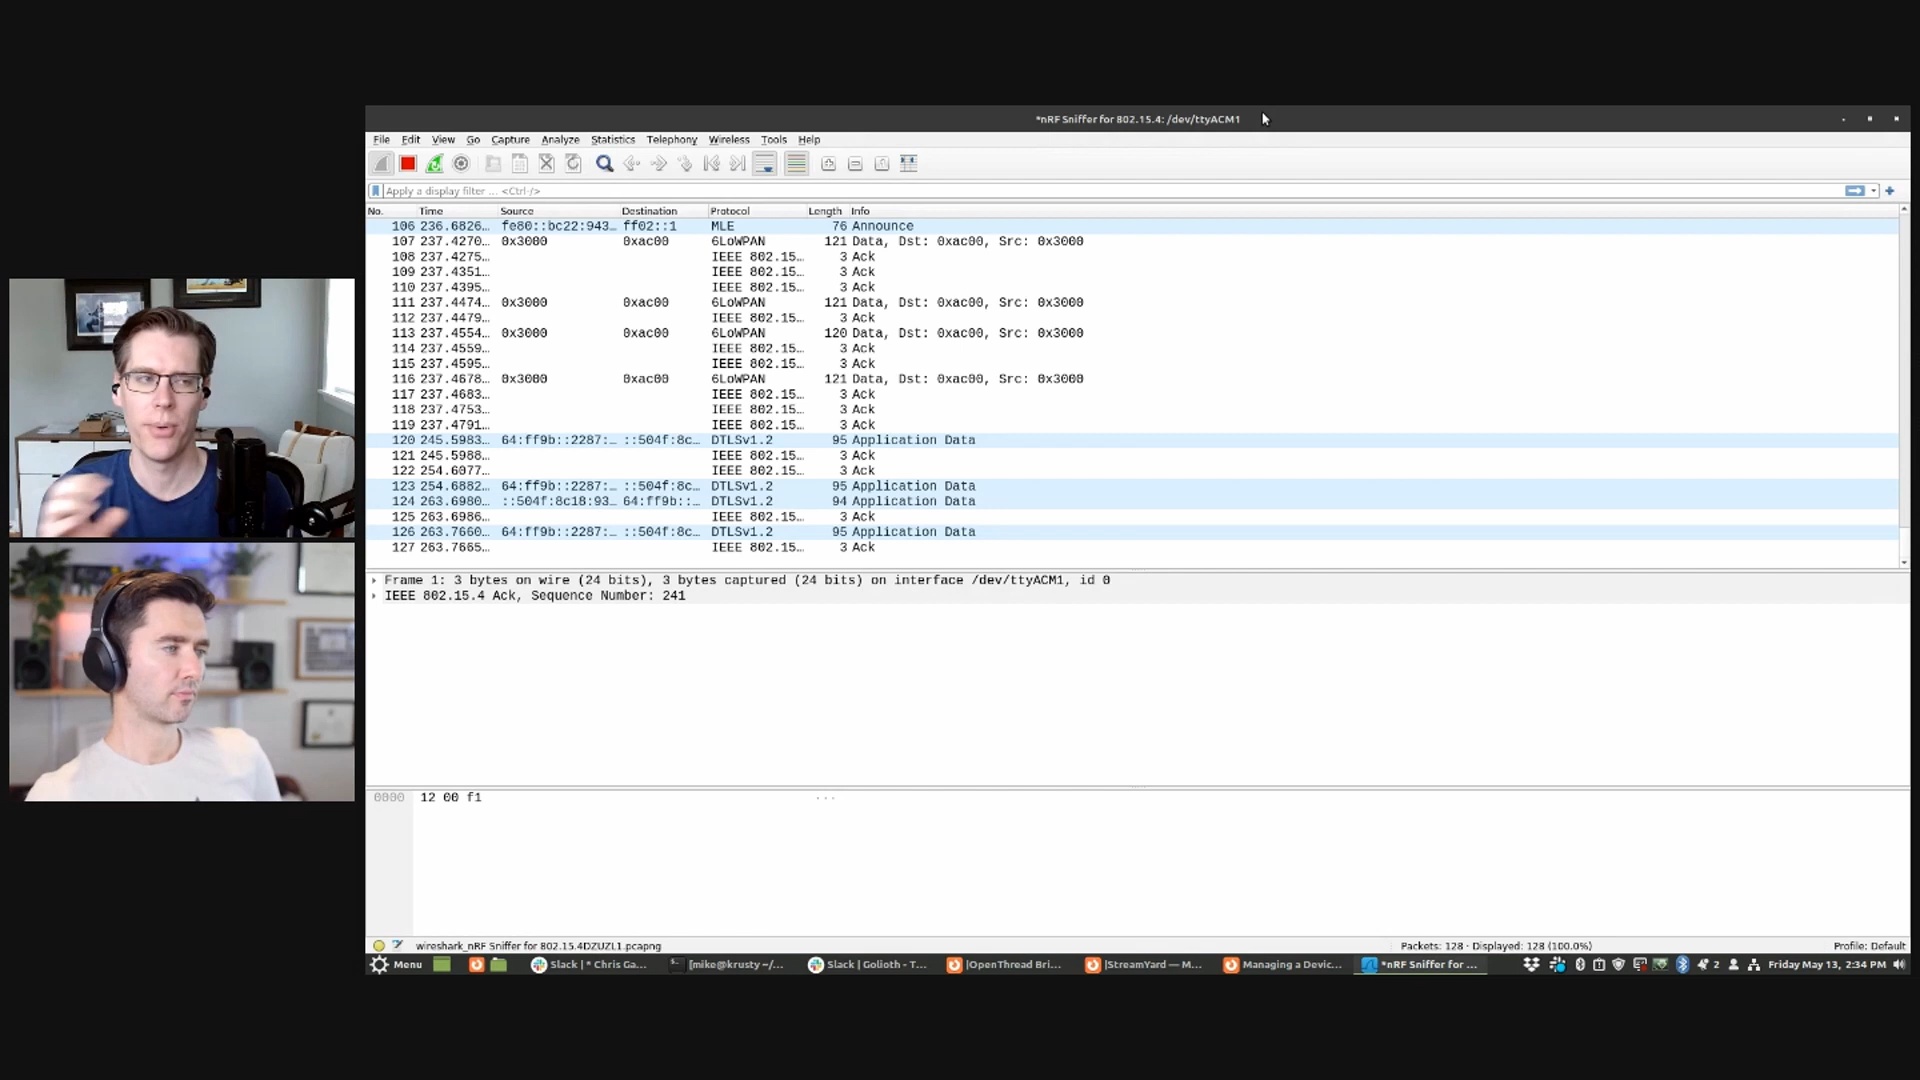 *nRF Sniffer for 802.15.4: /dev/ttyACM1
File Edit View Go Capture Analyze Statistics Telephony Wireless Tools Help
Apply a display filter ... <Ctrl-/>
No. Time Source Destination Protocol Length Info
106 236.6826… fe80::bc22:943… ff02::1 MLE 76 Announce
107 237.4270… 0x3000 0xac00 6LoWPAN 121 Data, Dst: 0xac00, Src: 0x3000
108 237.4275… IEEE 802.15… 3 Ack
109 237.4351… IEEE 802.15… 3 Ack
110 237.4395… IEEE 802.15… 3 Ack
111 237.4474… 0x3000 0xac00 6LoWPAN 121 Data, Dst: 0xac00, Src: 0x3000
112 237.4479… IEEE 802.15… 3 Ack
113 237.4554… 0x3000 0xac00 6LoWPAN 120 Data, Dst: 0xac00, Src: 0x3000
114 237.4559… IEEE 802.15… 3 Ack
115 237.4595… IEEE 802.15… 3 Ack
116 237.4678… 0x3000 0xac00 6LoWPAN 121 Data, Dst: 0xac00, Src: 0x3000
117 237.4683… IEEE 802.15… 3 Ack
118 237.4753… IEEE 802.15… 3 Ack
119 237.4791… IEEE 802.15… 3 Ack
120 245.5983… 64:ff9b::2287:… ::504f:8c… DTLSv1.2 95 Application Data
121 245.5988… IEEE 802.15… 3 Ack
122 254.6077… IEEE 802.15… 3 Ack
123 254.6882… 64:ff9b::2287:… ::504f:8c… DTLSv1.2 95 Application Data
124 263.6980… ::504f:8c18:93… 64:ff9b::… DTLSv1.2 94 Application Data
125 263.6986… IEEE 802.15… 3 Ack
126 263.7660… 64:ff9b::2287:… ::504f:8c… DTLSv1.2 95 Application Data
127 263.7665… IEEE 802.15… 3 Ack
Frame 1: 3 bytes on wire (24 bits), 3 bytes captured (24 bits) on interface /dev/ttyACM1, id 0
IEEE 802.15.4 Ack, Sequence Number: 241
0000 12 00 f1 ...
wireshark_nRF Sniffer for 802.15.4DZUZL1.pcapng Packets: 128 · Displayed: 128 (100.0%) Profile: Default
Menu Slack | * Chris Ga... [mike@krusty ~/... Slack | Golioth - T... |OpenThread Bri... |StreamYard — M... Managing a Devic... *nRF Sniffer for ... 2 Friday May 13, 2:34 PM